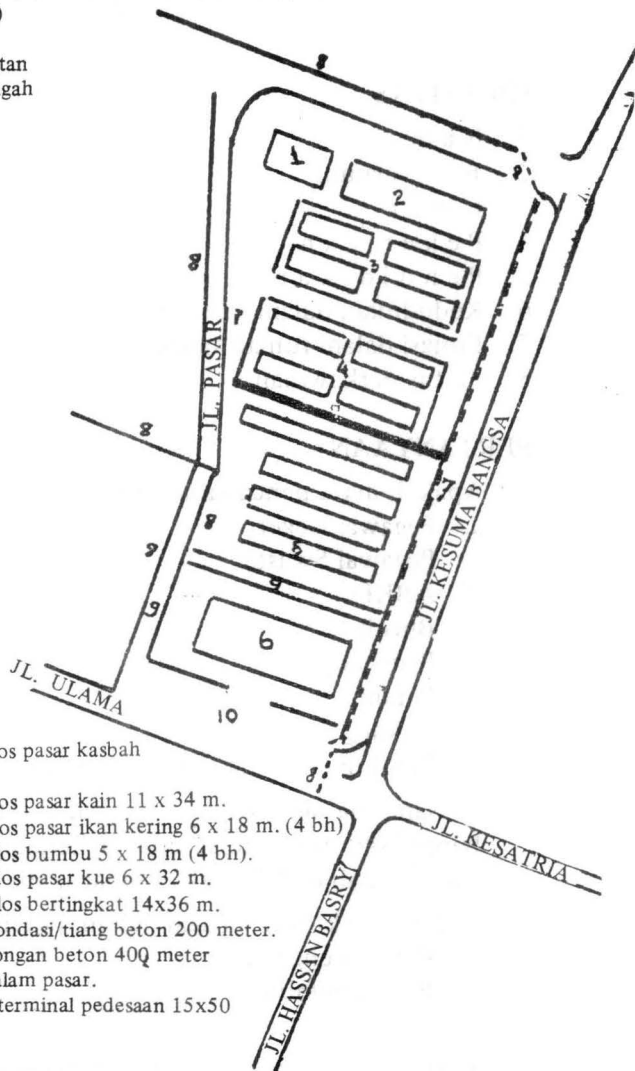 )
tan
gah
8
1
8
2
3
8
7
4
9
JL. PASAR
8
7
8
5
8
9
9
6
JL. KESUMA BANGSA
JL. ULAMA
10
8
os pasar kasbah
os pasar kain 11 x 34 m.
os pasar ikan kering 6 x 18 m. (4 bh)
os bumbu 5 x 18 m (4 bh).
os pasar kue 6 x 32 m.
los bertingkat 14x36 m.
ondasi/tiang beton 200 meter.
ongan beton 400 meter
alam pasar.
terminal pedesaan 15x50
JL. KESATRIA
JL. HASSAN BASRY